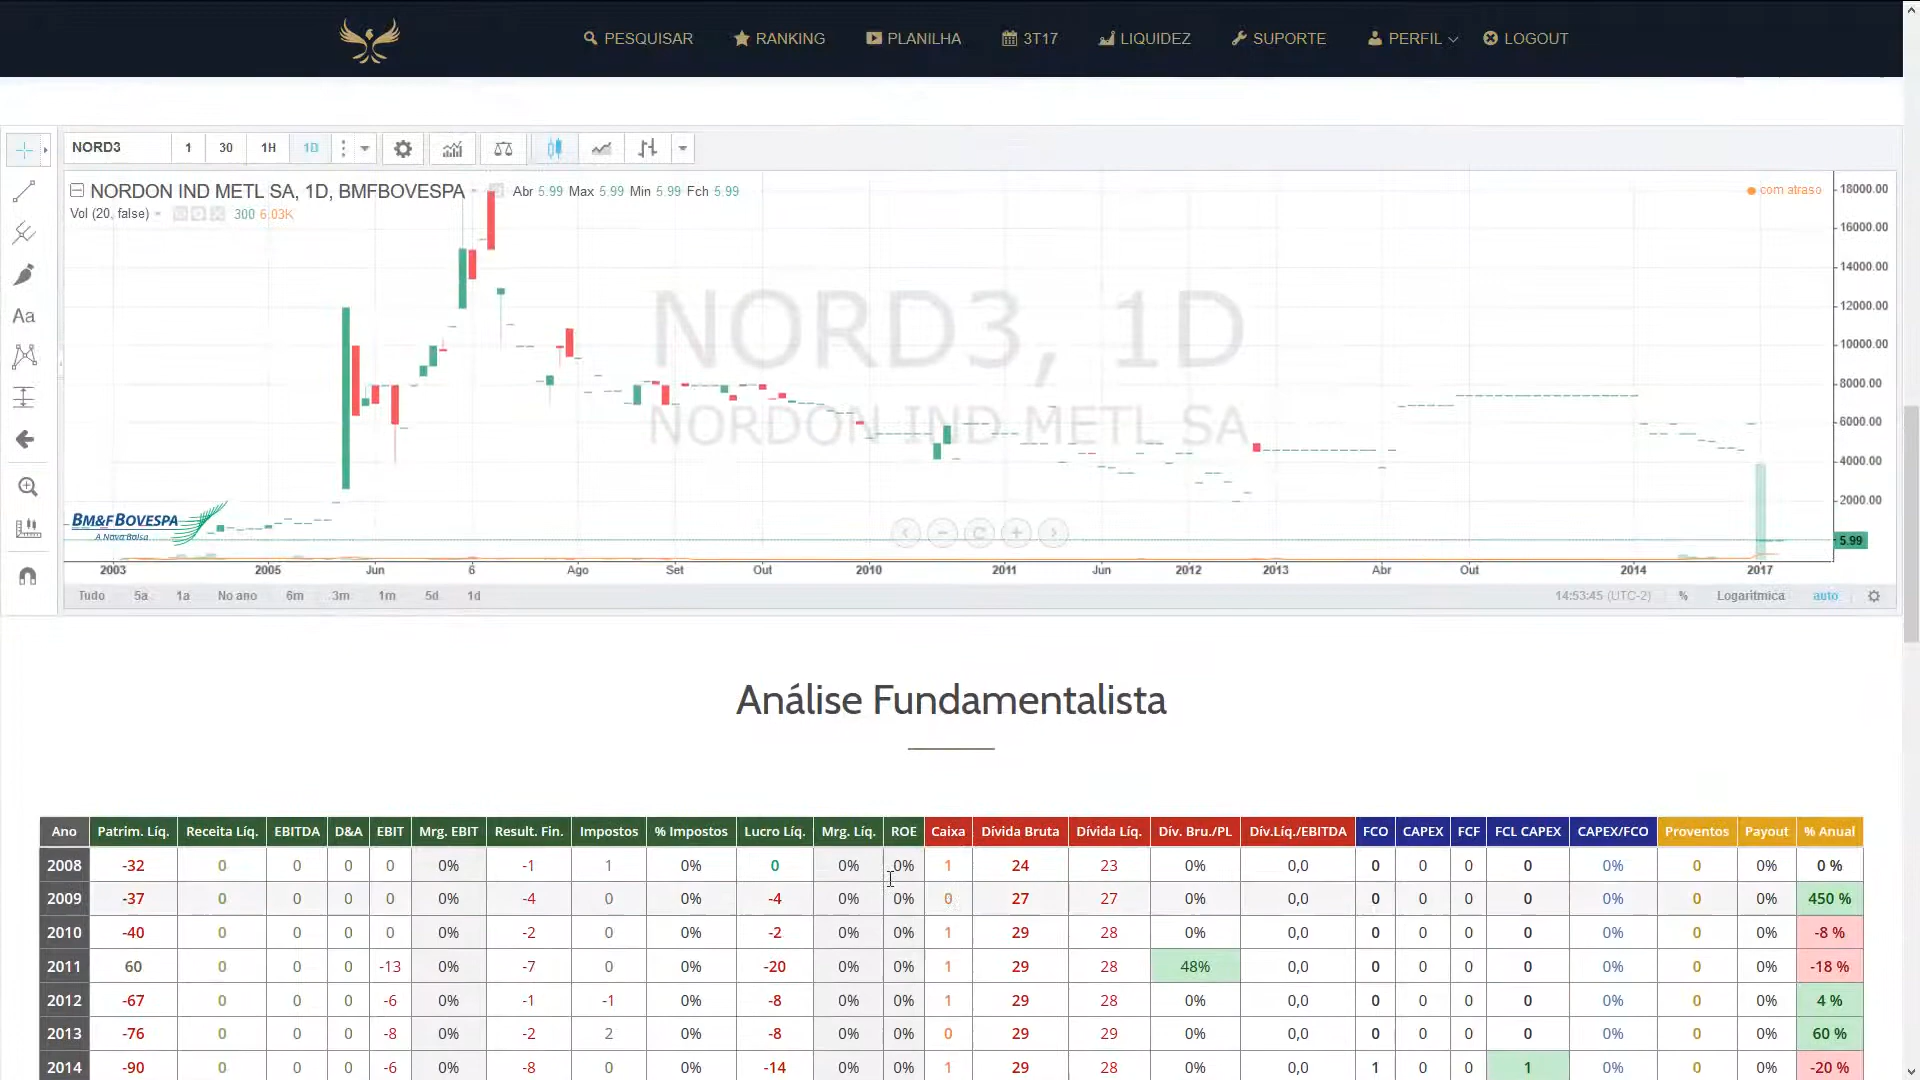 PESQUISAR RANKING PLANILHA 3T17 LIQUIDEZ SUPORTE PERFIL LOGOUT
NORD3 1 30 1H 1D
NORDON IND METL SA, 1D, BMFBOVESPA Abr 5.99 Max 5.99 Min 5.99 Fch 5.99 com atraso
Vol (20, false) 300 6.03K
Aa
NORD3, 1D
NORDON IND METL SA
18000.00
16000.00
14000.00
12000.00
10000.00
8000.00
6000.00
4000.00
2000.00
5.99
BM&FBOVESPA
A Nova Bolsa
2003 2005 Jun 6 Ago Set Out 2010 2011 Jun 2012 2013 Abr Out 2014 2017
Tudo 5a 1a No ano 6m 3m 1m 5d 1d 14:53:45 (UTC-2) % Logarítmica auto
Análise Fundamentalista
Ano Patrim. Líq. Receita Líq. EBITDA D&A EBIT Mrg. EBIT Result. Fin. Impostos % Impostos Lucro Líq. Mrg. Líq. ROE Caixa Dívida Bruta Dívida Líq. Dív. Bru./PL Dív.Líq./EBITDA FCO CAPEX FCF FCL CAPEX CAPEX/FCO Proventos Payout % Anual
2008 -32 0 0 0 0 0% -1 1 0% 0 0% 0% 1 24 23 0% 0,0 0 0 0 0 0% 0 0% 0 %
2009 -37 0 0 0 0 0% -4 0 0% -4 0% 0% 0 27 27 0% 0,0 0 0 0 0 0% 0 0% 450 %
2010 -40 0 0 0 0 0% -2 0 0% -2 0% 0% 1 29 28 0% 0,0 0 0 0 0 0% 0 0% -8 %
2011 60 0 0 0 -13 0% -7 0 0% -20 0% 0% 1 29 28 48% 0,0 0 0 0 0 0% 0 0% -18 %
2012 -67 0 0 0 -6 0% -1 -1 0% -8 0% 0% 1 29 28 0% 0,0 0 0 0 0 0% 0 0% 4 %
2013 -76 0 0 0 -8 0% -2 2 0% -8 0% 0% 0 29 29 0% 0,0 0 0 0 0 0% 0 0% 60 %
2014 -90 0 0 0 -6 0% -8 0 0% -14 0% 0% 1 29 28 0% 0,0 1 0 0 1 0% 0 0% -20 %